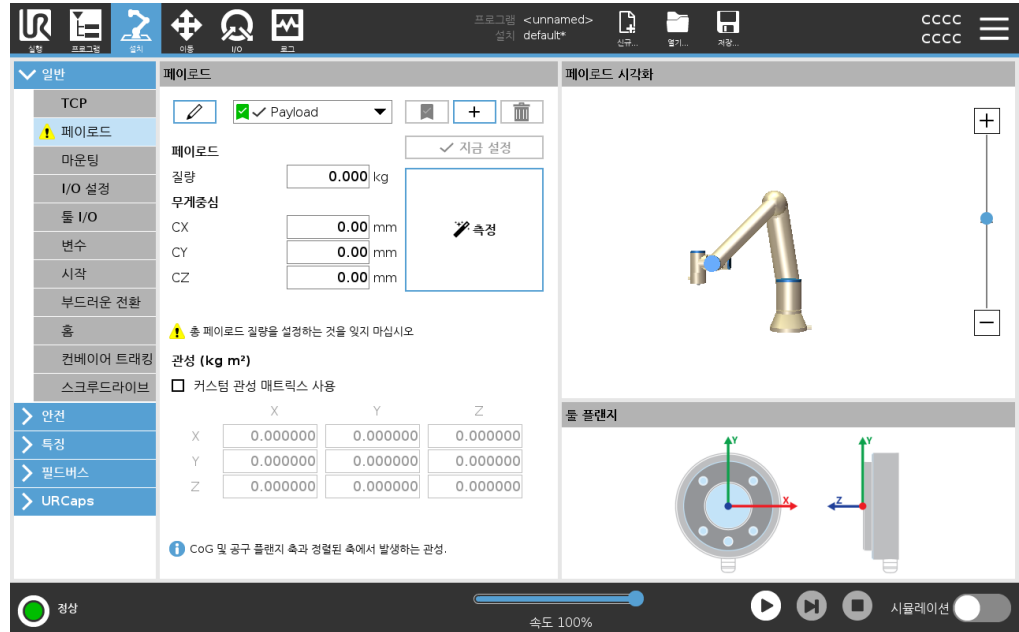 UR
실행
프로그램
설치
이동
I/O
로그
프로그램 <unnamed>
설치 default*
신규...
열기...
저장...
cccc
cccc
일반
TCP
페이로드
마운팅
I/O 설정
툴 I/O
변수
시작
부드러운 전환
홈
컨베이어 트래킹
스크루드라이브
안전
특징
필드버스
URCaps
페이로드
Payload
지금 설정
페이로드
질량 0.000 kg
무게중심
CX 0.00 mm
CY 0.00 mm
CZ 0.00 mm
측정
총 페이로드 질량을 설정하는 것을 잊지 마십시오
관성 (kg m²)
커스텀 관성 매트릭스 사용
X Y Z
X 0.000000 0.000000 0.000000
Y 0.000000 0.000000 0.000000
Z 0.000000 0.000000 0.000000
CoG 및 공구 플랜지 축과 정렬된 축에서 발생하는 관성.
페이로드 시각화
툴 플랜지
Y
X
Y
Z
정상
속도 100%
시뮬레이션